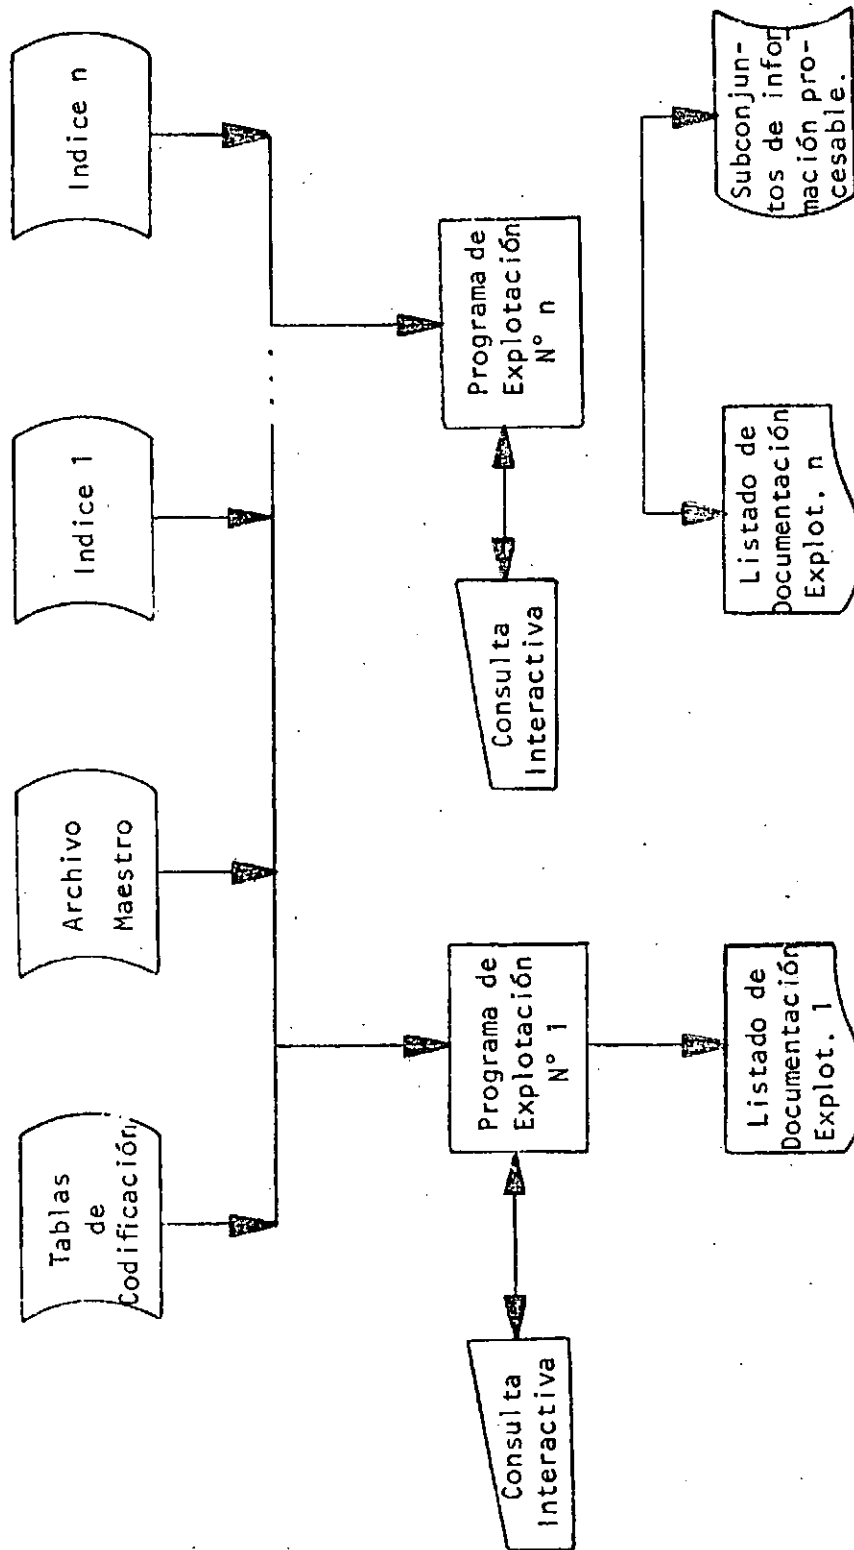 Tablas
de
Codificación
Archivo
Maestro
Indice 1
. . .
Indice n
Consulta
Interactiva
Programa de
Explotación
N° 1
Consulta
Interactiva
Programa de
Explotación
N° n
Listado de
Documentación
Explot. 1
Listado de
Documentación
Explot. n
Subconjun-
tos de infor
mación pro-
cesable.